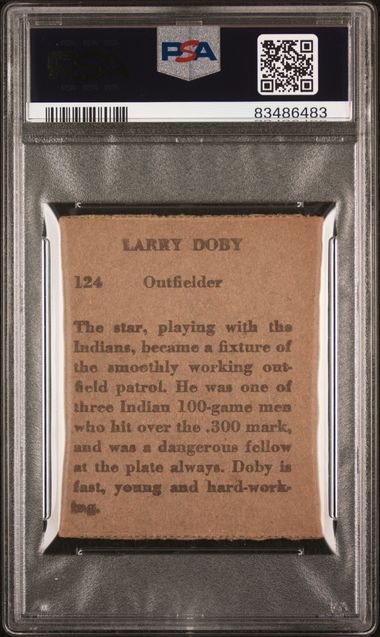 PSA
83486483
LARRY DOBY
124 Outfielder
The star, playing with the
Indians, became a fixture of
the smoothly working out-
field patrol. He was one of
three Indian 100-game men
who hit over the .300 mark,
and was a dangerous fellow
at the plate always. Doby is
fast, young and hard-work-
ing.